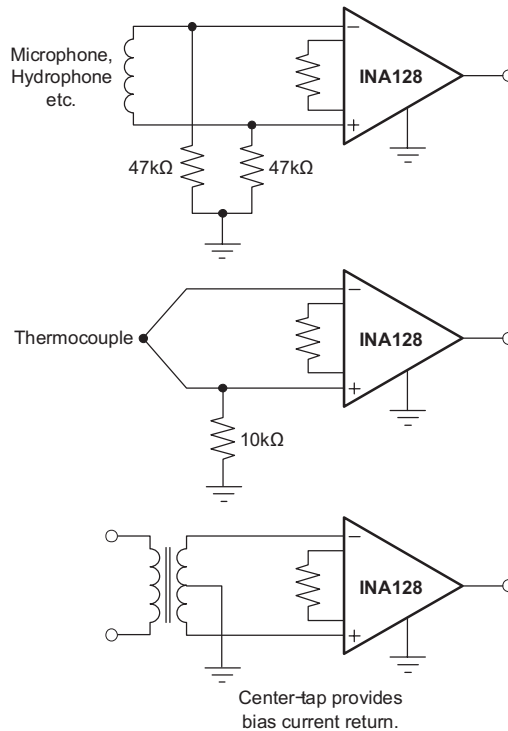 Microphone,
Hydrophone
etc.
−
INA128
+
47kΩ
47kΩ
−
Thermocouple
INA128
+
10kΩ
−
INA128
+
Center-tap provides
bias current return.